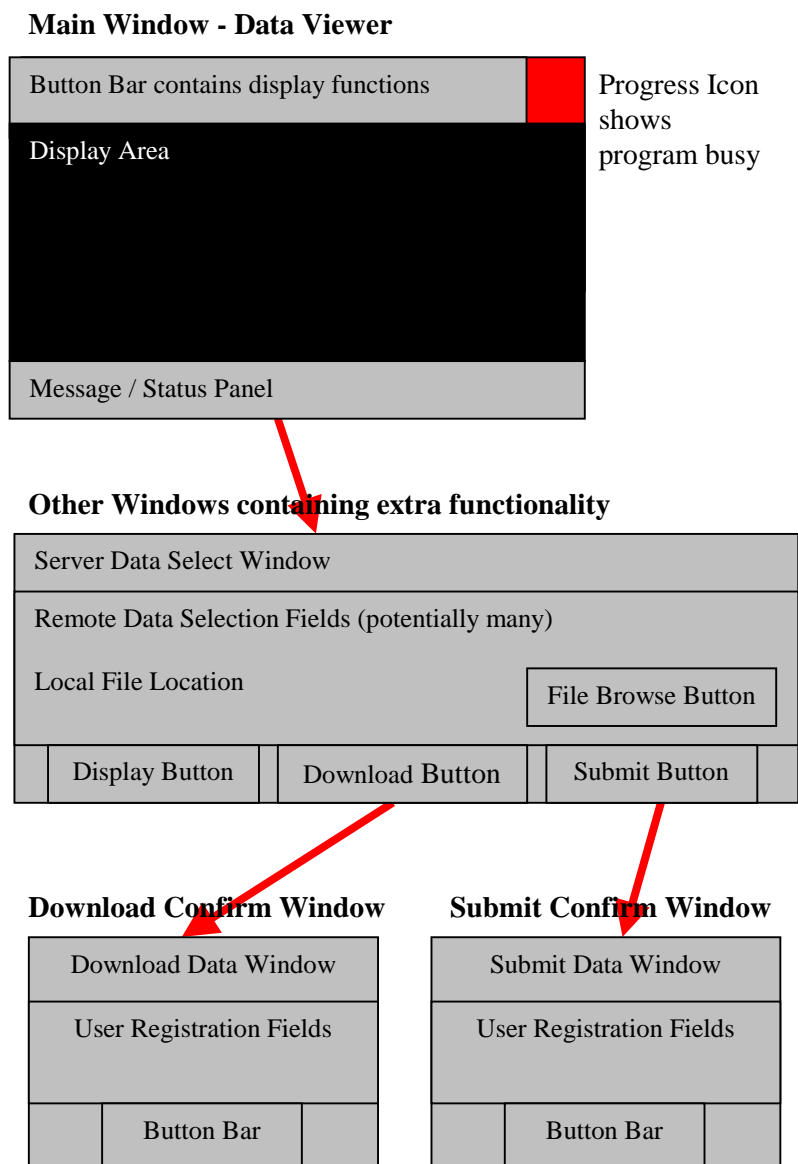 Main Window - Data Viewer
Button Bar contains display functions
Progress Icon
shows
program busy
Display Area
Message / Status Panel
Other Windows containing extra functionality
Server Data Select Window
Remote Data Selection Fields (potentially many)
Local File Location
File Browse Button
Display Button
Download Button
Submit Button
Download Confirm Window
Submit Confirm Window
Download Data Window
Submit Data Window
User Registration Fields
User Registration Fields
Button Bar
Button Bar